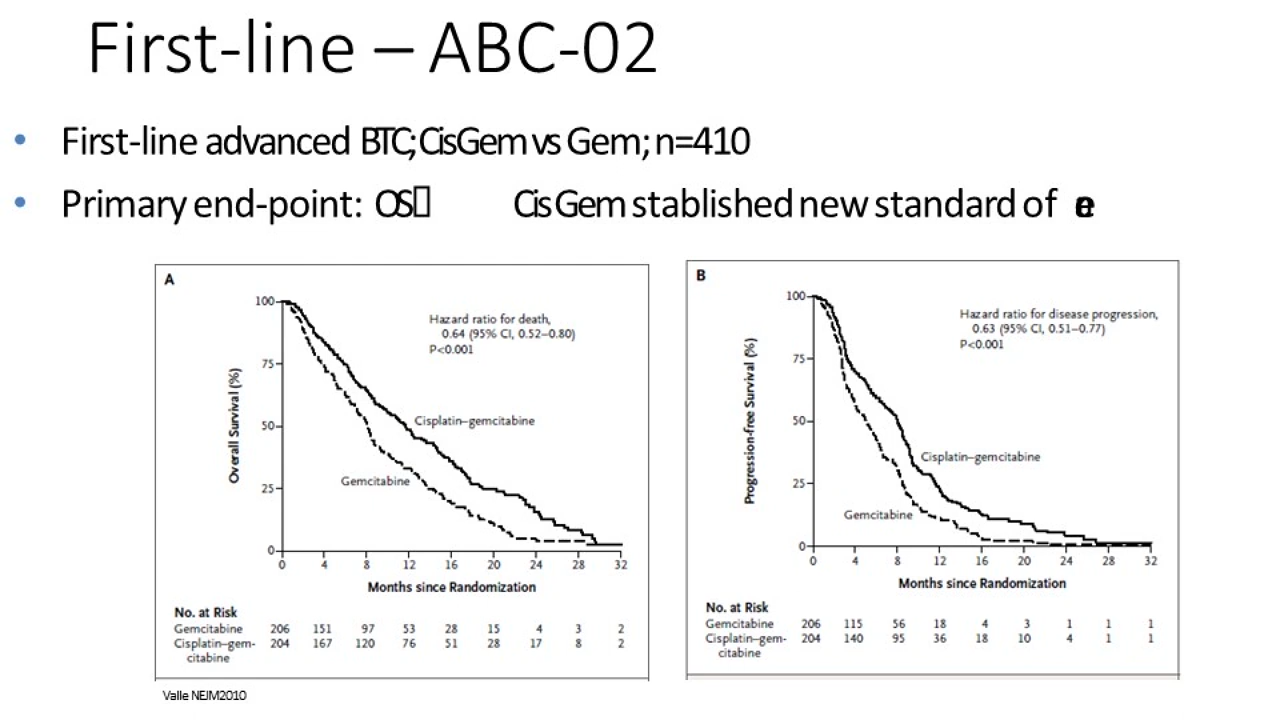 First-line – ABC-02
• First-line advanced BTC; CisGem vs Gem; n=410
• Primary end-point: OS CisGem stablished new standard of
A
100
75
50
25
0
Overall Survival (%)
Hazard ratio for death,
0.64 (95% CI, 0.52–0.80)
P<0.001
Cisplatin–gemcitabine
Gemcitabine
0 4 8 12 16 20 24 28 32
Months since Randomization
No. at Risk
Gemcitabine 206 151 97 53 28 15 4 3 2
Cisplatin–gem- 204 167 120 76 51 28 17 8 2
citabine
B
100
75
50
25
0
Progression-free Survival (%)
Hazard ratio for disease progression,
0.63 (95% CI, 0.51–0.77)
P<0.001
Cisplatin–gemcitabine
Gemcitabine
0 4 8 12 16 20 24 28 32
Months since Randomization
No. at Risk
Gemcitabine 206 115 56 18 4 3 1 1 1
Cisplatin–gem- 204 140 95 36 18 10 4 1 1
citabine
Valle NEJM2010